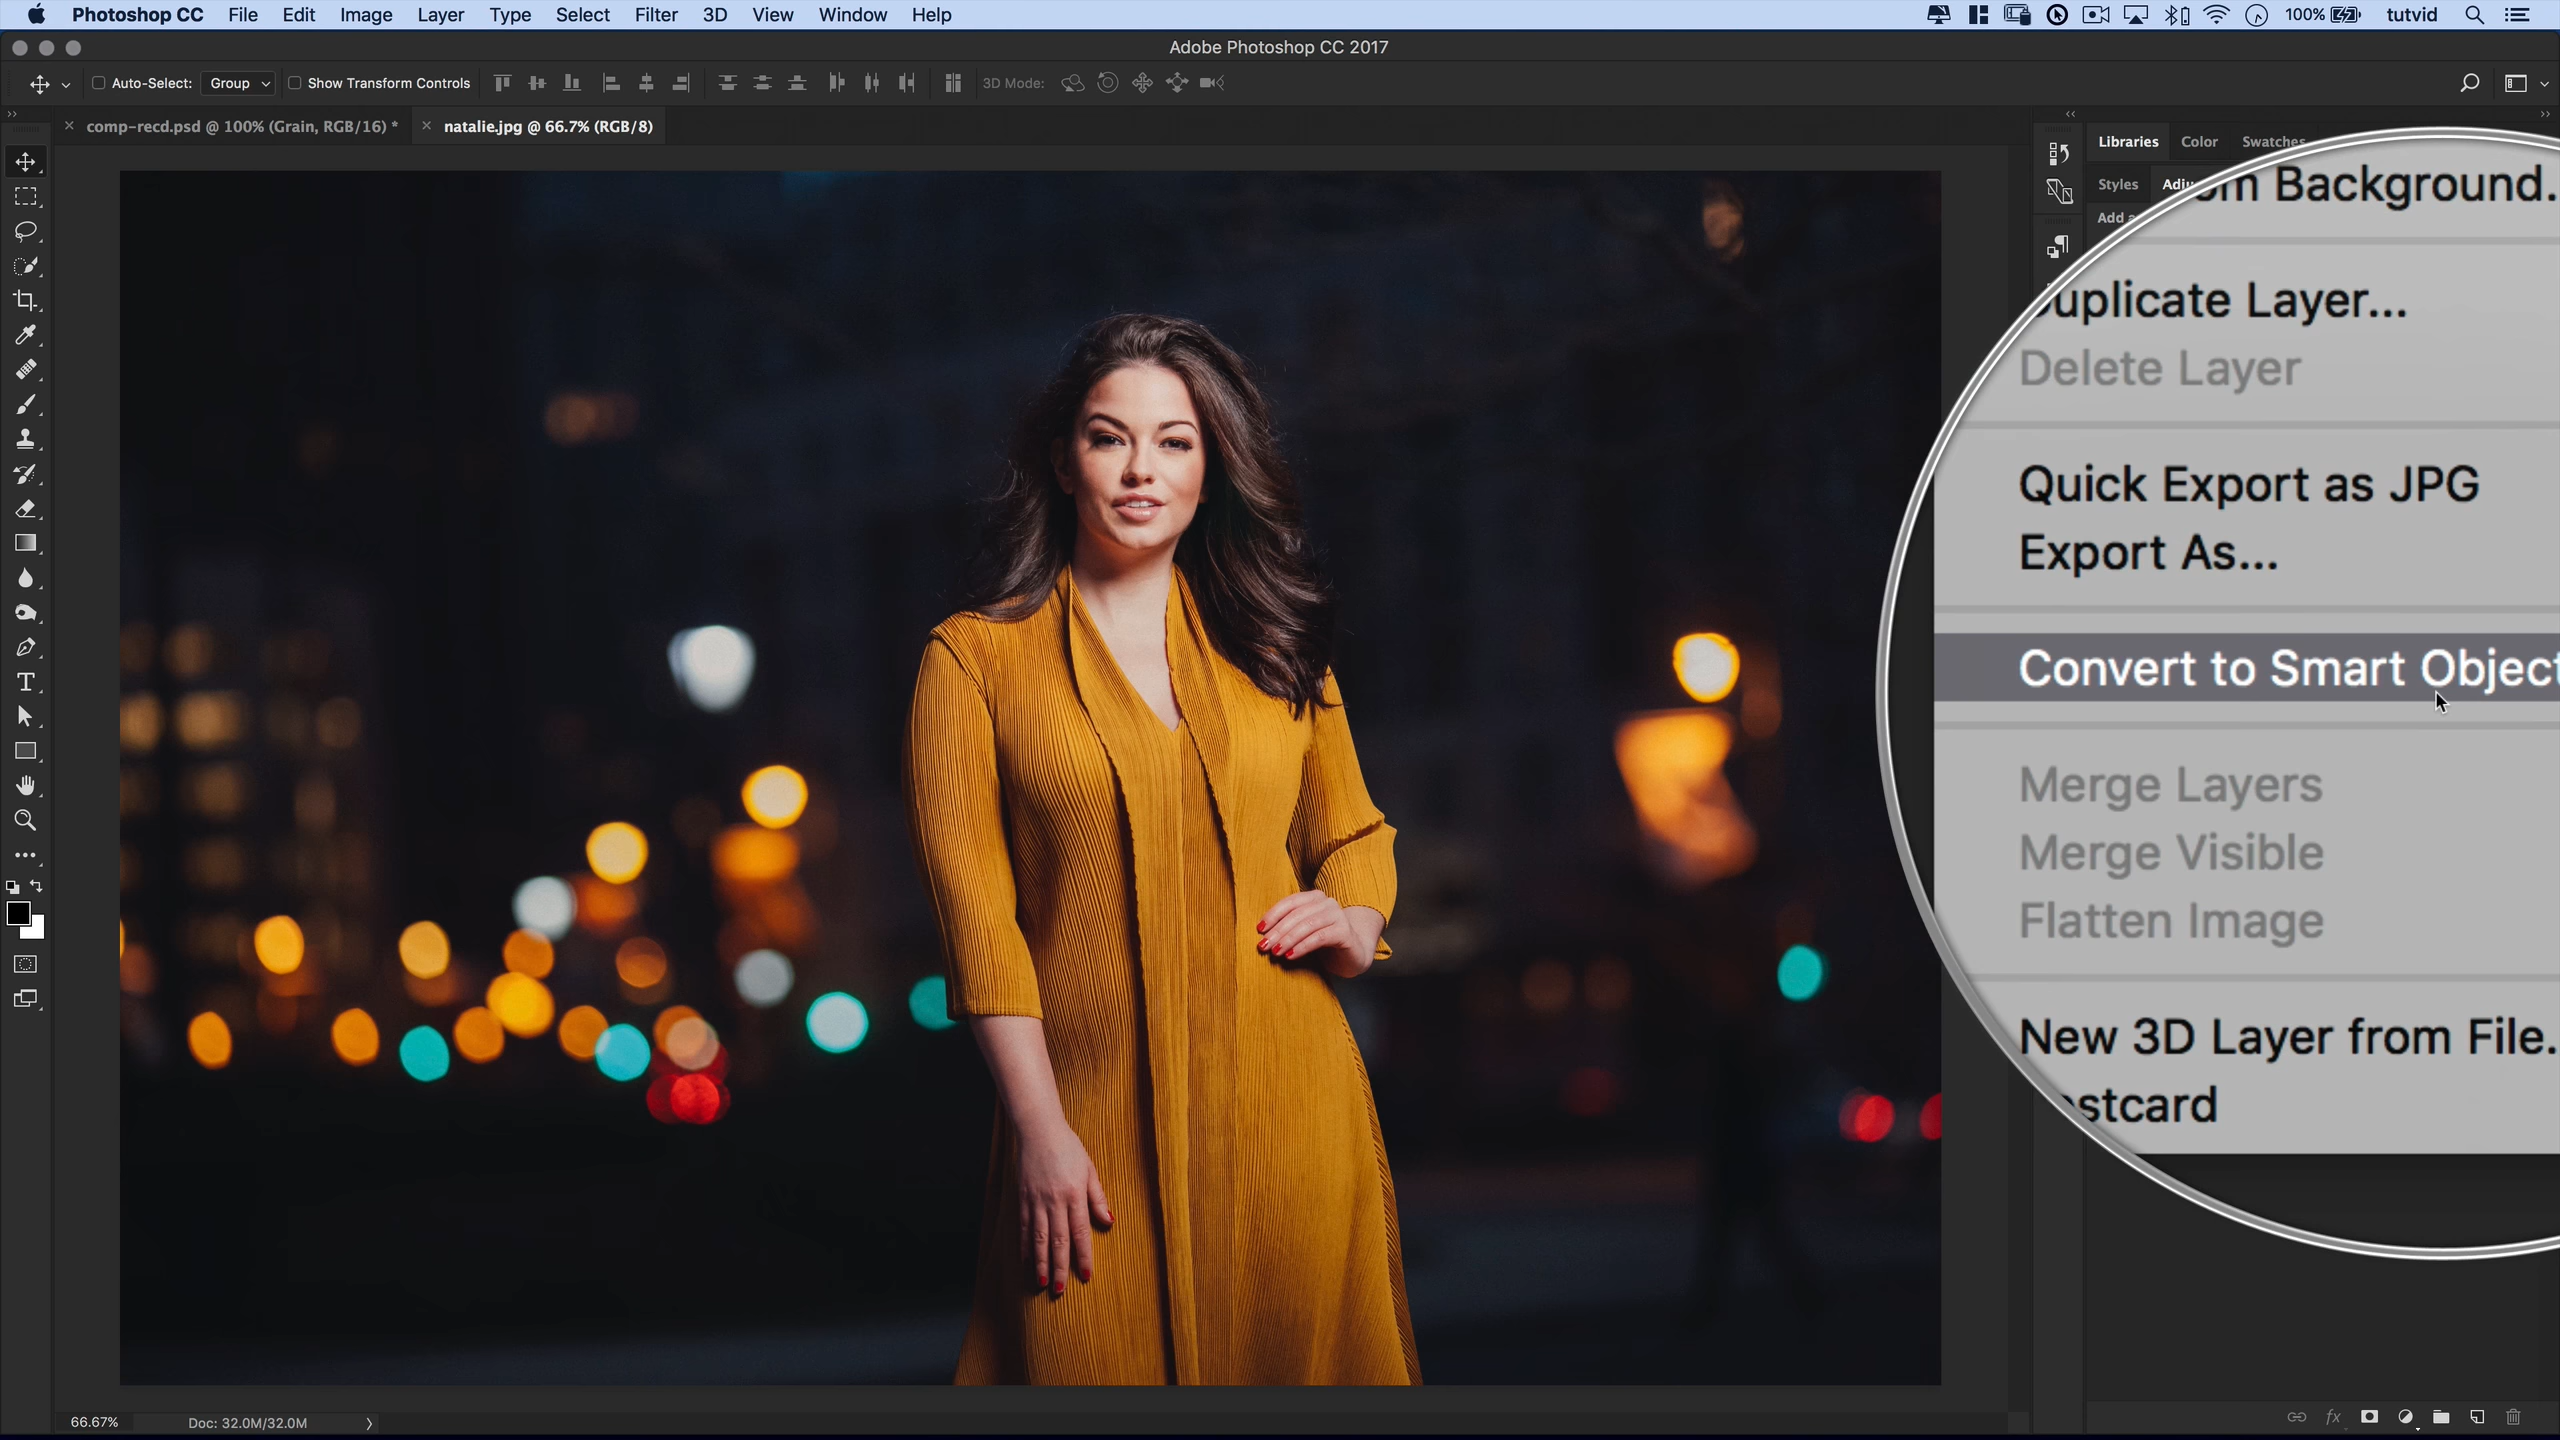 Photoshop CC File Edit Image Layer Type Select Filter 3D View Window Help 100% tutvid
Adobe Photoshop CC 2017
Auto-Select: Group Show Transform Controls 3D Mode:
comp-recd.psd @ 100% (Grain, RGB/16) * natalie.jpg @ 66.7% (RGB/8)
Libraries Color Swatches
Styles
Add
Background.
uplicate Layer...
Delete Layer
Quick Export as JPG
Export As...
Convert to Smart Object
Merge Layers
Merge Visible
Flatten Image
New 3D Layer from File.
stcard
66.67% Doc: 32.0M/32.0M
fx